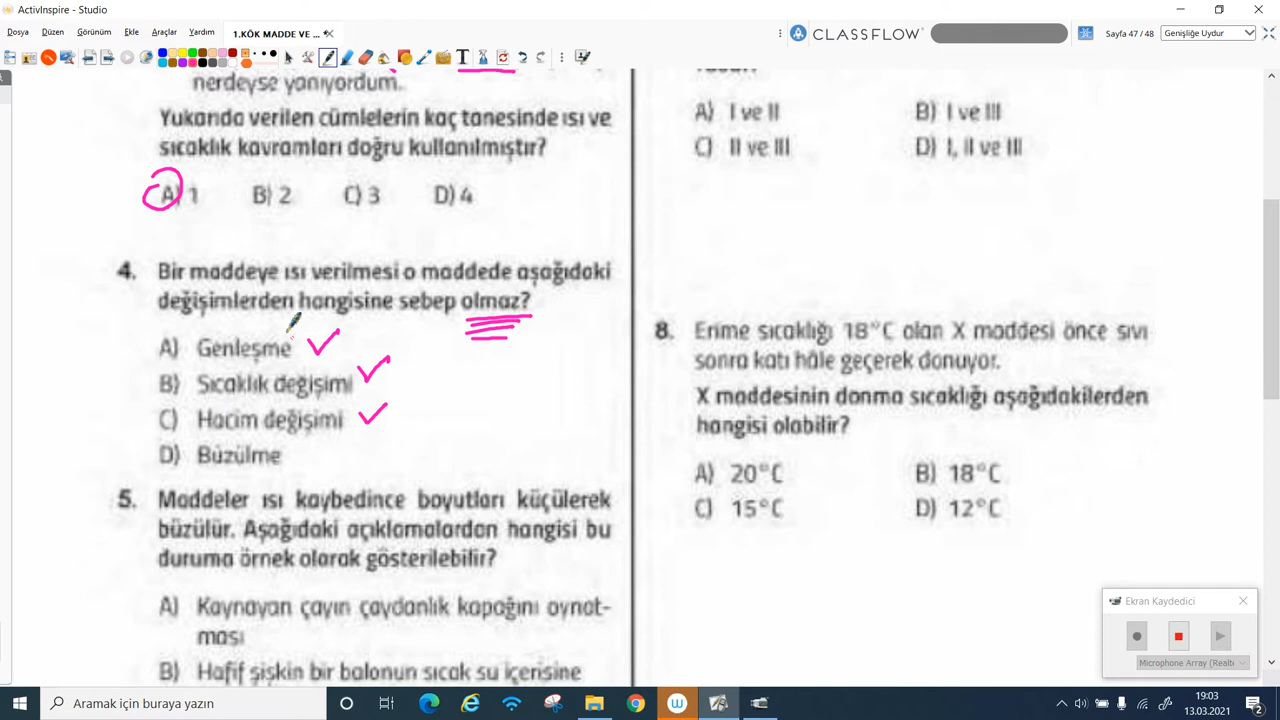 ActivInspire - Studio
Dosya Düzen Görünüm Ekle Araçlar Yardım
1.KÖK MADDE VE ...
CLASSFLOW
Sayfa 47 / 48
Genişliğe Uydur
nerdeyse yanıyordum.
Yukarıda verilen cümlelerin kaç tanesinde ısı ve
sıcaklık kavramları doğru kullanılmıştır?
A) 1 B) 2 C) 3 D) 4
4. Bir maddeye ısı verilmesi o maddede aşağıdaki
değişimlerden hangisine sebep olmaz?
A) Genleşme
B) Sıcaklık değişimi
C) Hacim değişimi
D) Büzülme
5. Maddeler ısı kaybedince boyutları küçülerek
büzülür. Aşağıdaki açıklamalardan hangisi bu
duruma örnek olarak gösterilebilir?
A) Kaynayan çayın çaydanlık kapağını oynat-
ması
B) Hafif şişkin bir balonun sıcak su içerisine
A) I ve II B) I ve III
C) II ve III D) I, II ve III
8. Erime sıcaklığı 18°C olan X maddesi önce sıvı
sonra katı hâle geçerek donuyor.
X maddesinin donma sıcaklığı aşağıdakilerden
hangisi olabilir?
A) 20°C B) 18°C
C) 15°C D) 12°C
Ekran Kaydedici
Microphone Array (Realte
Aramak için buraya yazın
19:03
13.03.2021
2